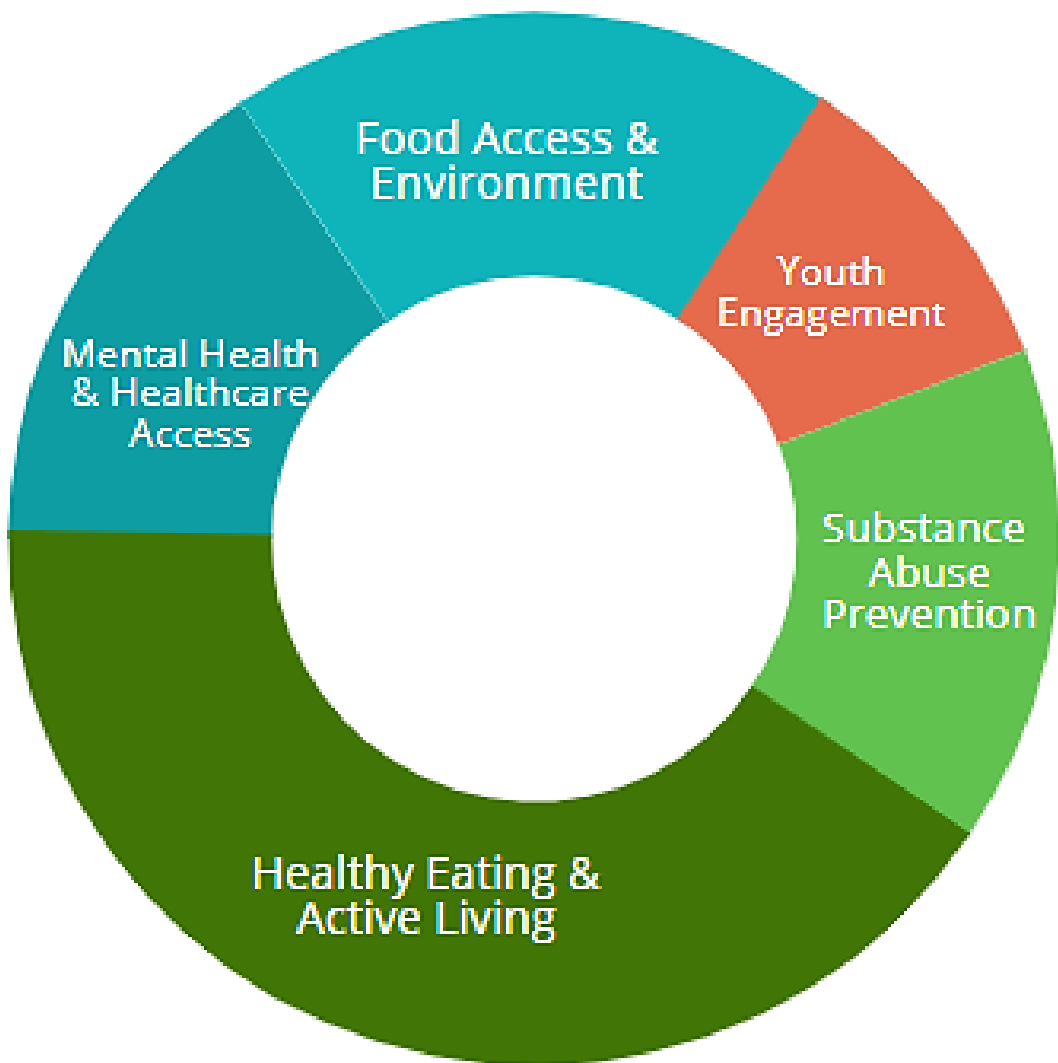 Food Access &
Environment
Youth
Engagement
Mental Health
& Healthcare
Access
Substance
Abuse
Prevention
Healthy Eating &
Active Living